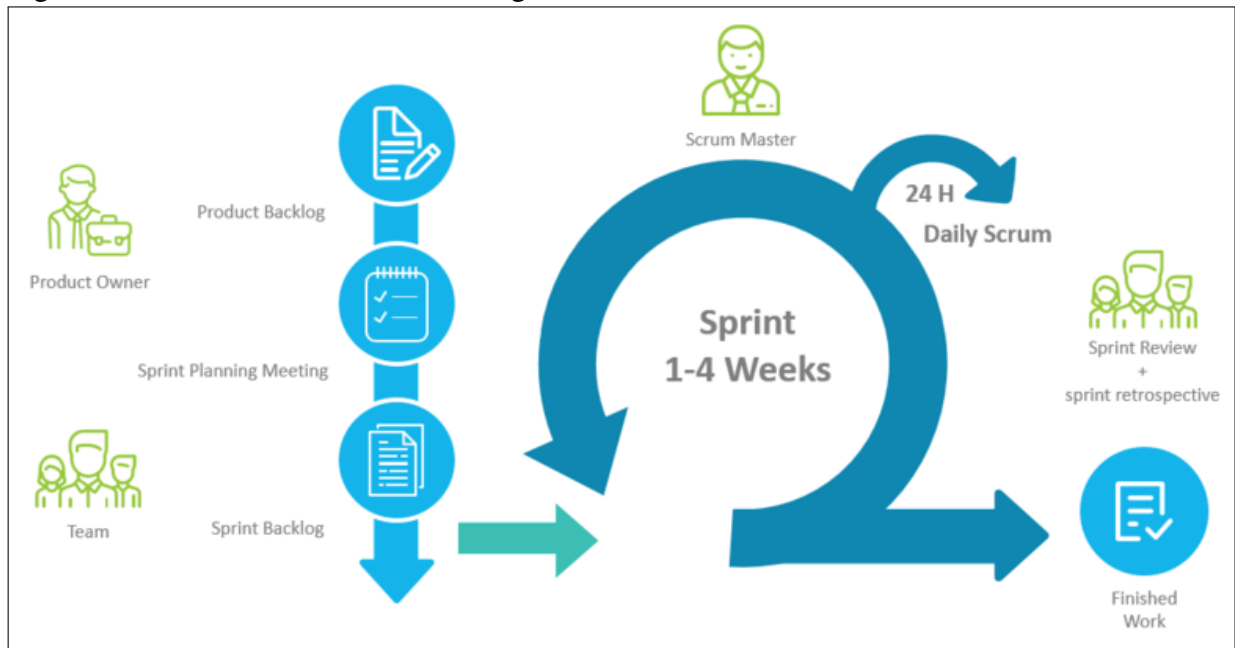 Scrum Master
Product Backlog
Product Owner
24 H
Daily Scrum
Sprint
1-4 Weeks
Sprint Planning Meeting
Sprint Review
+
sprint retrospective
Team
Sprint Backlog
Finished
Work